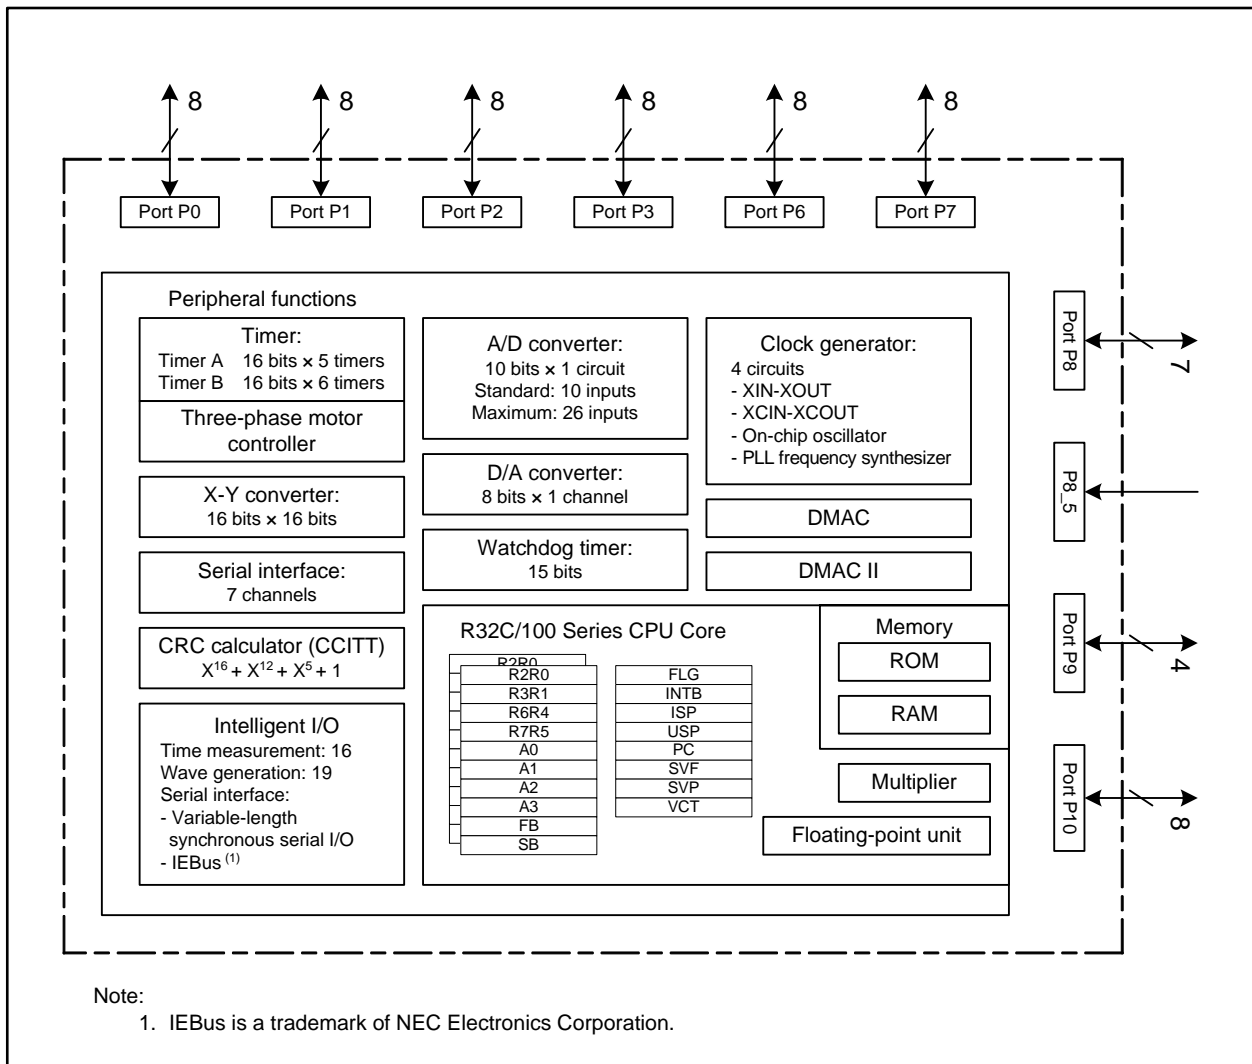 8
8
8
8
8
8
Port P0
Port P1
Port P2
Port P3
Port P6
Port P7
Peripheral functions
Timer:
Timer A 16 bits × 5 timers
Timer B 16 bits × 6 timers
Three-phase motor
controller
X-Y converter:
16 bits × 16 bits
Serial interface:
7 channels
CRC calculator (CCITT)
X¹⁶ + X¹² + X⁵ + 1
Intelligent I/O
Time measurement: 16
Wave generation: 19
Serial interface:
- Variable-length
synchronous serial I/O
- IEBus (1)
A/D converter:
10 bits × 1 circuit
Standard: 10 inputs
Maximum: 26 inputs
D/A converter:
8 bits × 1 channel
Watchdog timer:
15 bits
Clock generator:
4 circuits
- XIN-XOUT
- XCIN-XCOUT
- On-chip oscillator
- PLL frequency synthesizer
DMAC
DMAC II
R32C/100 Series CPU Core
R2R0
R2R0
R3R1
R6R4
R7R5
A0
A1
A2
A3
FB
SB
FLG
INTB
ISP
USP
PC
SVF
SVP
VCT
Memory
ROM
RAM
Multiplier
Floating-point unit
Port P8
7
P8_5
Port P9
4
Port P10
8
Note:
1. IEBus is a trademark of NEC Electronics Corporation.